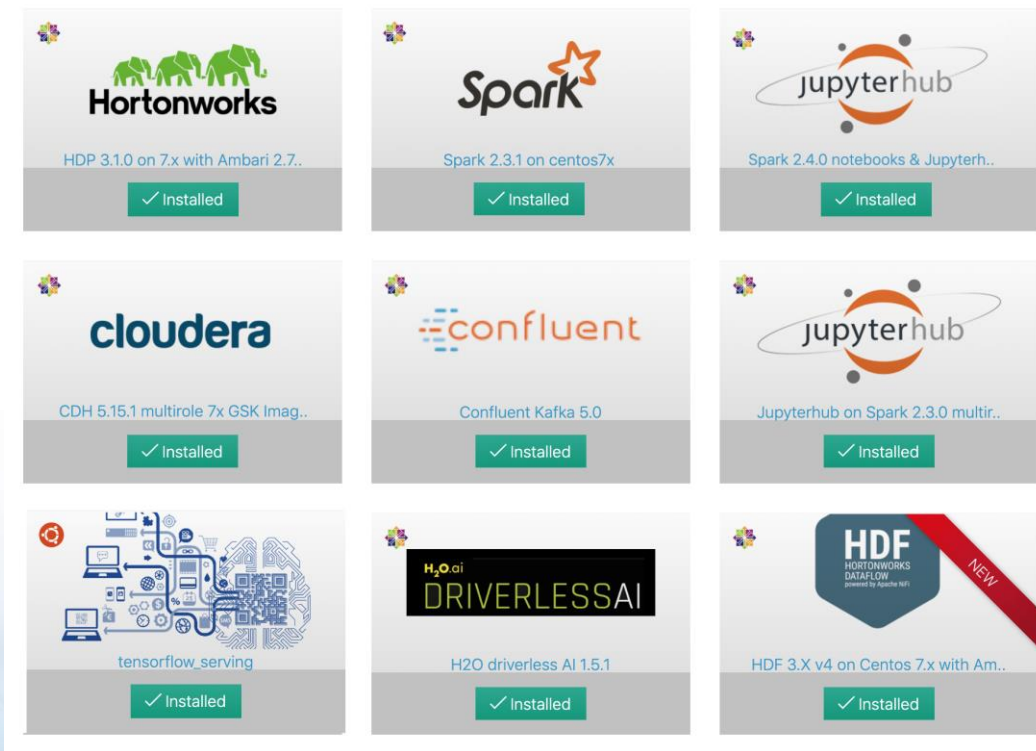 Hortonworks
HDP 3.1.0 on 7.x with Ambari 2.7..
Installed
Spark
Spark 2.3.1 on centos7x
Installed
jupyterhub
Spark 2.4.0 notebooks & Jupyterh..
Installed
cloudera
CDH 5.15.1 multirole 7x GSK Imag..
Installed
confluent
Confluent Kafka 5.0
Installed
jupyterhub
Jupyterhub on Spark 2.3.0 multir..
Installed
%
tensorflow_serving
Installed
H2O.ai
DRIVERLESSAI
H2O driverless AI 1.5.1
Installed
HDF
HORTONWORKS
DATAFLOW
powered by Apache NiFi
NEW
HDF 3.X v4 on Centos 7.x with Am..
Installed